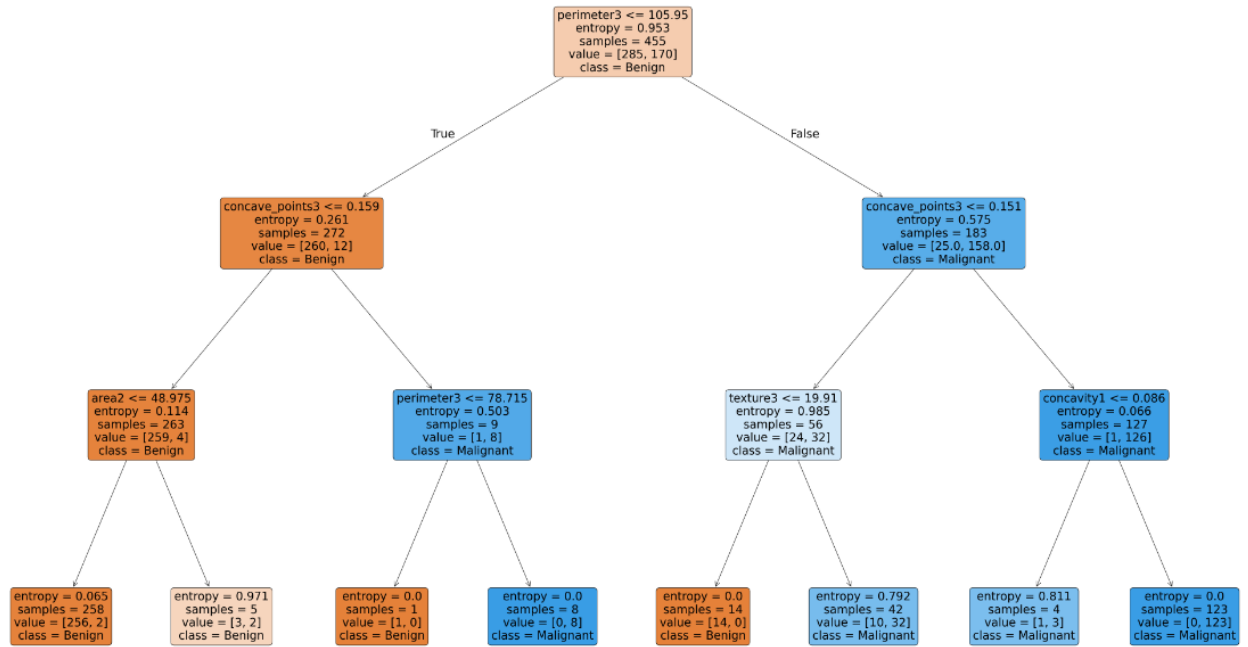 perimeter3 <= 105.95
entropy = 0.953
samples = 455
value = [285, 170]
class = Benign
True
False
concave_points3 <= 0.159
entropy = 0.261
samples = 272
value = [260, 12]
class = Benign
concave_points3 <= 0.151
entropy = 0.575
samples = 183
value = [25.0, 158.0]
class = Malignant
area2 <= 48.975
entropy = 0.114
samples = 263
value = [259, 4]
class = Benign
perimeter3 <= 78.715
entropy = 0.503
samples = 9
value = [1, 8]
class = Malignant
texture3 <= 19.91
entropy = 0.985
samples = 56
value = [24, 32]
class = Malignant
concavity1 <= 0.086
entropy = 0.066
samples = 127
value = [1, 126]
class = Malignant
entropy = 0.065
samples = 258
value = [256, 2]
class = Benign
entropy = 0.971
samples = 5
value = [3, 2]
class = Benign
entropy = 0.0
samples = 1
value = [1, 0]
class = Benign
entropy = 0.0
samples = 8
value = [0, 8]
class = Malignant
entropy = 0.0
samples = 14
value = [14, 0]
class = Benign
entropy = 0.792
samples = 42
value = [10, 32]
class = Malignant
entropy = 0.811
samples = 4
value = [1, 3]
class = Malignant
entropy = 0.0
samples = 123
value = [0, 123]
class = Malignant